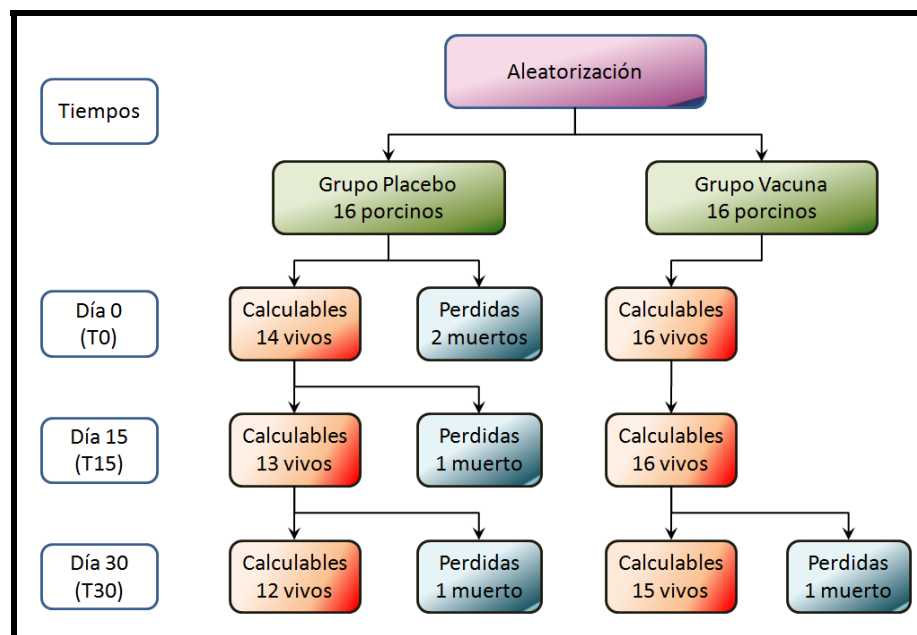 Aleatorización
Tiempos
Grupo Placebo
16 porcinos
Grupo Vacuna
16 porcinos
Día 0
(T0)
Calculables
14 vivos
Perdidas
2 muertos
Calculables
16 vivos
Día 15
(T15)
Calculables
13 vivos
Perdidas
1 muerto
Calculables
16 vivos
Día 30
(T30)
Calculables
12 vivos
Perdidas
1 muerto
Calculables
15 vivos
Perdidas
1 muerto